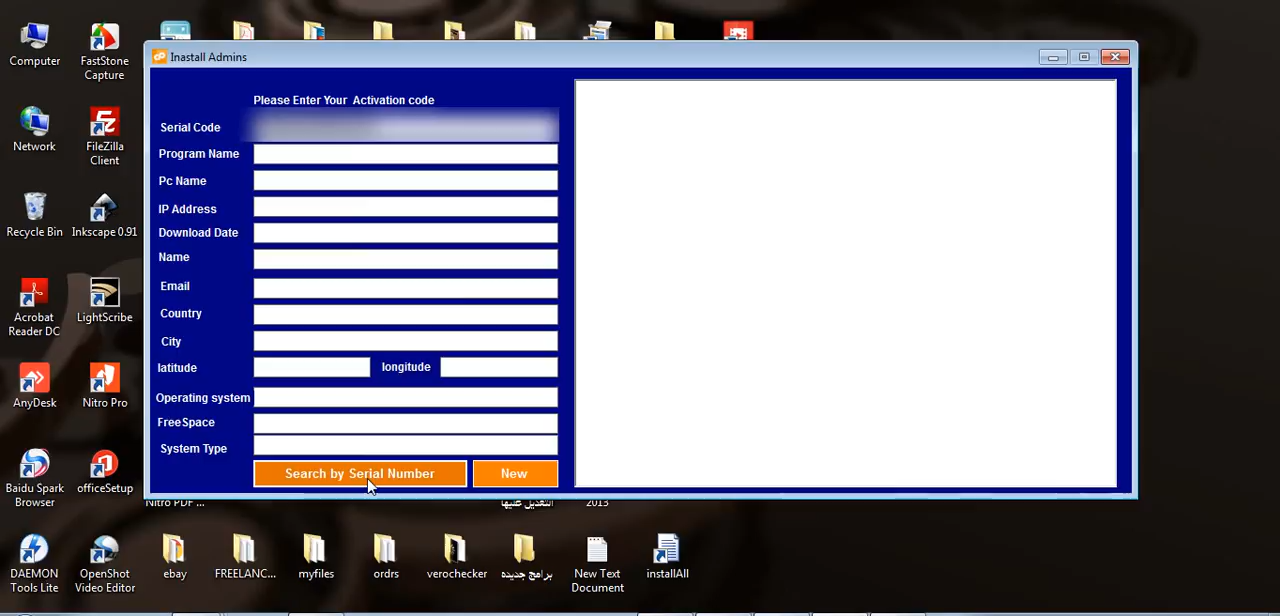 Computer
FastStone
Capture
Inastall Admins
Please Enter Your Activation code
Serial Code
Program Name
Pc Name
IP Address
Download Date
Name
Email
Country
City
latitude
longitude
Operating system
FreeSpace
System Type
Search by Serial Number
New
Network
FileZilla
Client
Recycle Bin
Inkscape 0.91
Acrobat
Reader DC
LightScribe
AnyDesk
Nitro Pro
Baidu Spark
Browser
officeSetup
Nitro PDF ...
التعديل عليها
2013
DAEMON
Tools Lite
OpenShot
Video Editor
ebay
FREELANC...
myfiles
ordrs
verochecker
برامج جديده
New Text
Document
installAll